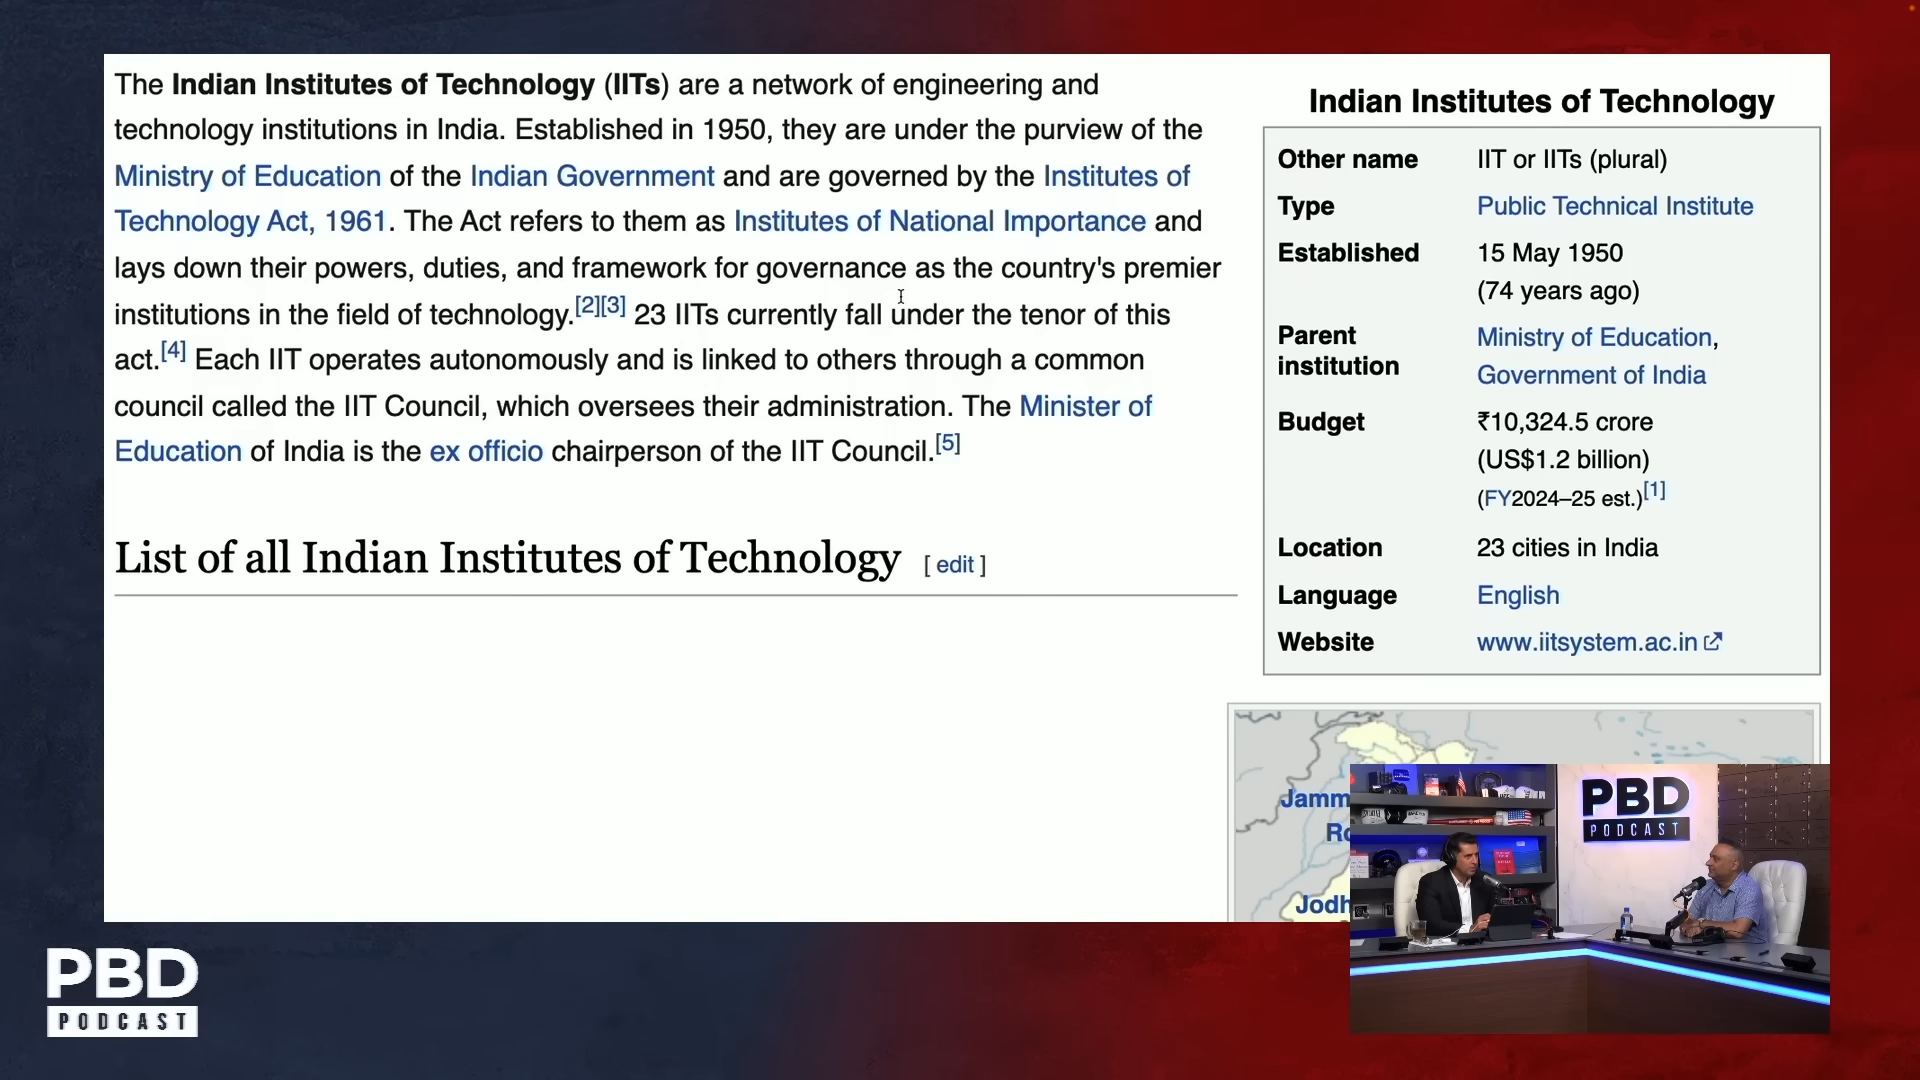 The Indian Institutes of Technology (IITs) are a network of engineering and
technology institutions in India. Established in 1950, they are under the purview of the
Ministry of Education of the Indian Government and are governed by the Institutes of
Technology Act, 1961. The Act refers to them as Institutes of National Importance and
lays down their powers, duties, and framework for governance as the country's premier
institutions in the field of technology.[2][3] 23 IITs currently fall under the tenor of this
act.[4] Each IIT operates autonomously and is linked to others through a common
council called the IIT Council, which oversees their administration. The Minister of
Education of India is the ex officio chairperson of the IIT Council.[5]
List of all Indian Institutes of Technology [ edit ]
Indian Institutes of Technology
Other name IIT or IITs (plural)
Type Public Technical Institute
Established 15 May 1950
(74 years ago)
Parent institution Ministry of Education,
Government of India
Budget ₹10,324.5 crore
(US$1.2 billion)
(FY2024–25 est.)[1]
Location 23 cities in India
Language English
Website www.iitsystem.ac.in
Jamm
Ro
Jodh
PBD
PODCAST
PBD
PODCAST